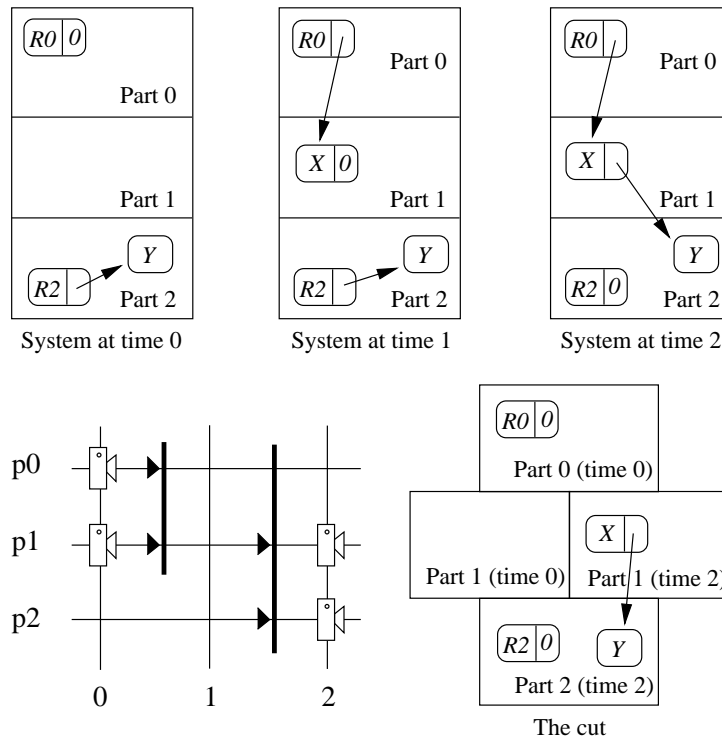 R0 0
Part 0
Part 1
Y
R2
Part 2
System at time 0
R0
Part 0
X 0
Part 1
Y
R2
Part 2
System at time 1
R0
Part 0
X
Part 1
Y
R2 0
Part 2
System at time 2
p0
p1
p2
0 1 2
R0 0
Part 0 (time 0)
X
Part 1 (time 0) Part 1 (time 2)
R2 0 Y
Part 2 (time 2)
The cut